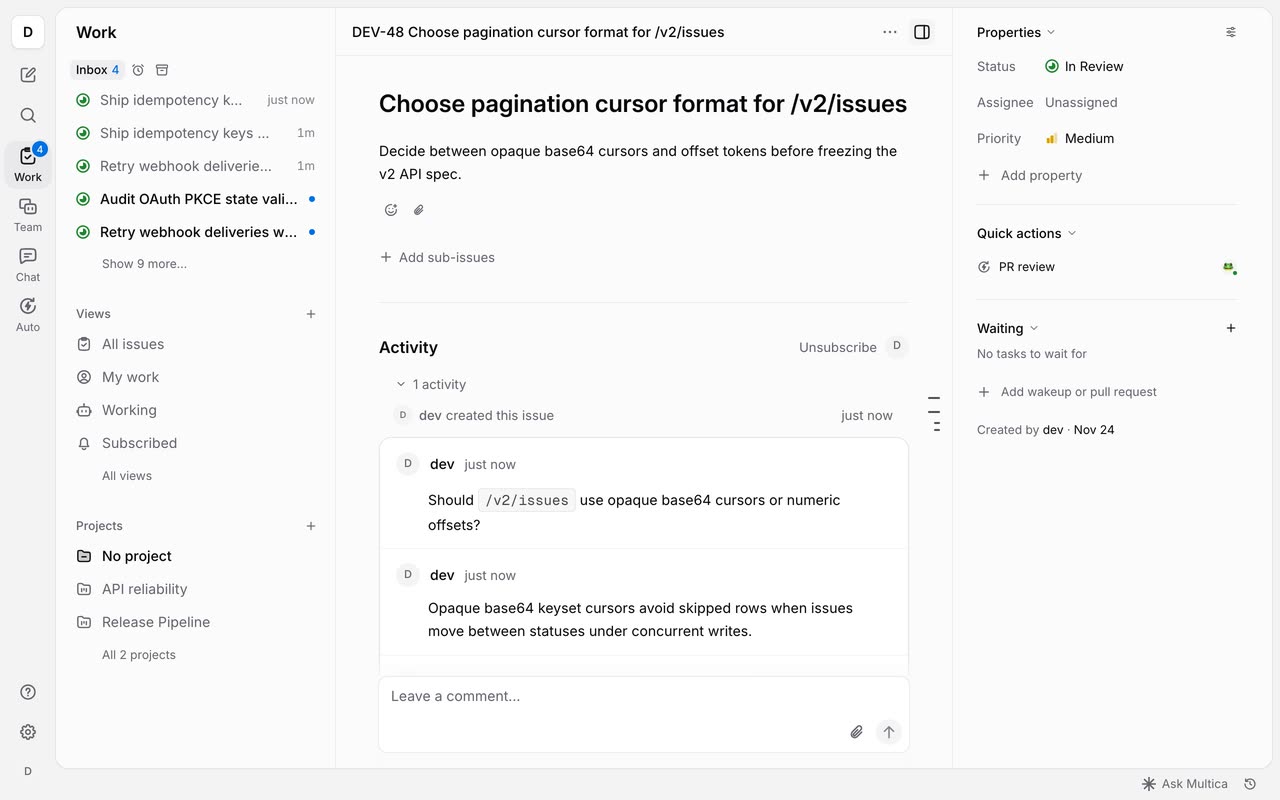 D
4
Work
Team
Chat
Auto
D
Work
Inbox 4
Ship idempotency k... just now
Ship idempotency keys ... 1m
Retry webhook deliverie... 1m
Audit OAuth PKCE state vali...
Retry webhook deliveries w...
Show 9 more...
Views
All issues
My work
Working
Subscribed
All views
Projects
No project
API reliability
Release Pipeline
All 2 projects
DEV-48 Choose pagination cursor format for /v2/issues
Choose pagination cursor format for /v2/issues
Decide between opaque base64 cursors and offset tokens before freezing the
v2 API spec.
Add sub-issues
Activity
Unsubscribe D
1 activity
D dev created this issue just now
D dev just now
Should /v2/issues use opaque base64 cursors or numeric
offsets?
D dev just now
Opaque base64 keyset cursors avoid skipped rows when issues
move between statuses under concurrent writes.
Leave a comment...
Properties
Status In Review
Assignee Unassigned
Priority Medium
Add property
Quick actions
PR review
Waiting
No tasks to wait for
Add wakeup or pull request
Created by dev · Nov 24
Ask Multica